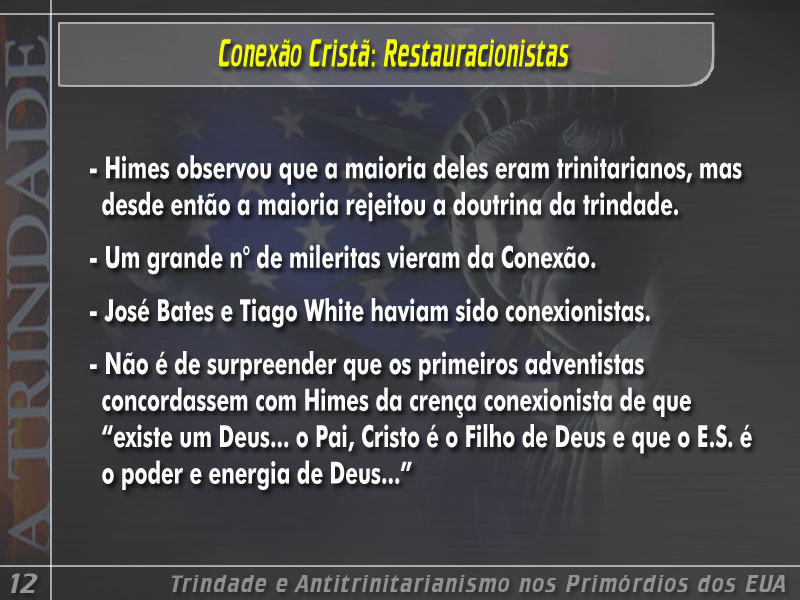 Conexão Cristã: Restauracionistas
- Himes observou que a maioria deles eram trinitarianos, mas
desde então a maioria rejeitou a doutrina da trindade.
- Um grande n° de mileritas vieram da Conexão.
- José Bates e Tiago White haviam sido conexionistas.
- Não é de surpreender que os primeiros adventistas
concordassem com Himes da crença conexionista de que
“existe um Deus... o Pai, Cristo é o Filho de Deus e que o E.S. é
o poder e energia de Deus...”
A TRINDADE
12
Trindade e Antitrinitarianismo nos Primórdios dos EUA